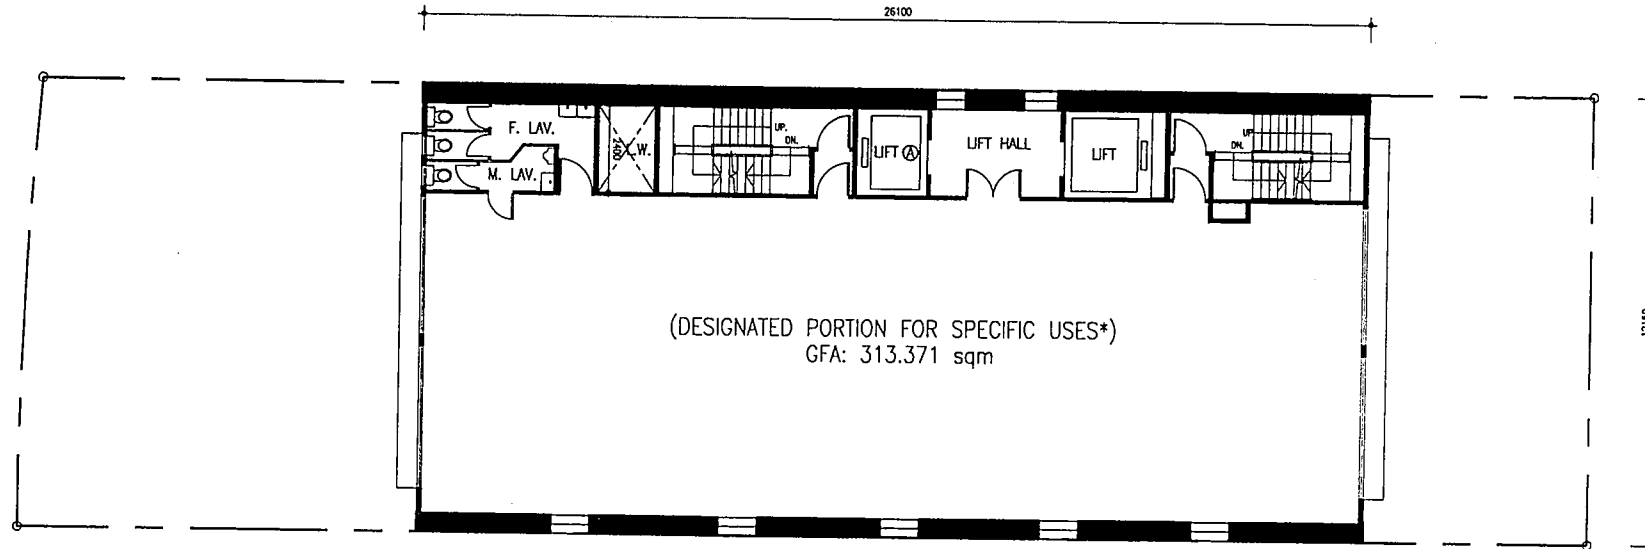 26100
F. LAV.
UP.
DN.
LIFT A
LIFT HALL
LIFT
UP
DN.
2400
W.
M. LAV.
(DESIGNATED PORTION FOR SPECIFIC USES*)
GFA: 313.371 sqm